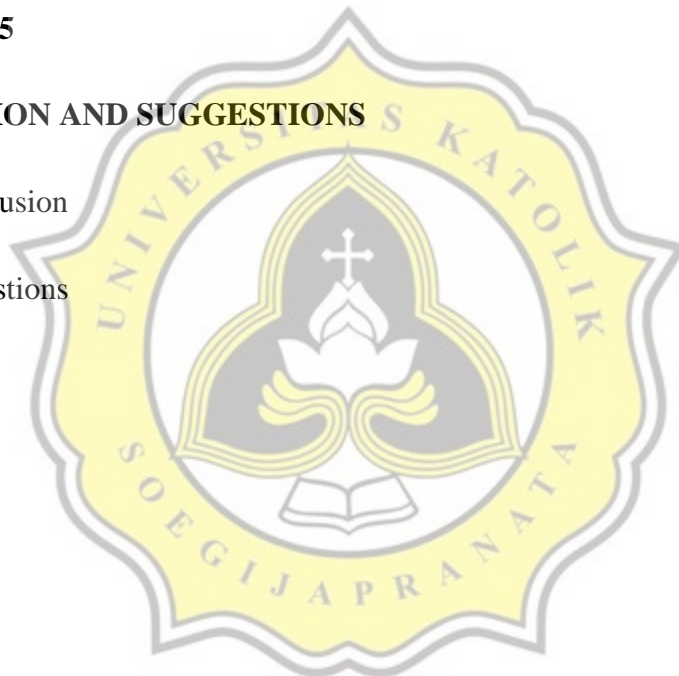 5
ION AND SUGGESTIONS
usion
stions
UNIVERSITAS KATOLIK
SOEGIJAPRANATA